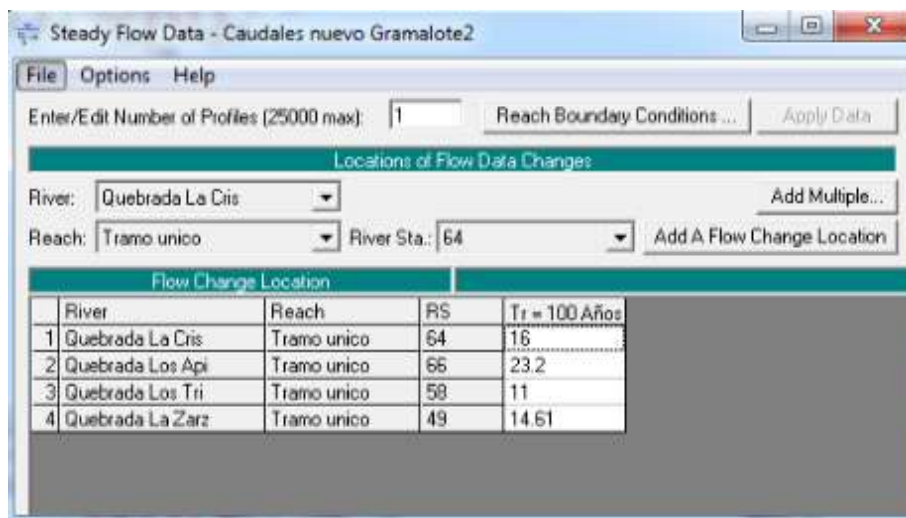 Steady Flow Data - Caudales nuevo Gramalote2
File Options Help
Enter/Edit Number of Profiles (25000 max): 1 Reach Boundary Conditions ... Apply Data
Locations of Flow Data Changes
River: Quebrada La Cris Add Multiple...
Reach: Tramo unico River Sta.: 64 Add A Flow Change Location
Flow Change Location
River Reach RS Tr = 100 Años
1 Quebrada La Cris Tramo unico 64 16
2 Quebrada Los Api Tramo unico 66 23.2
3 Quebrada Los Tri Tramo unico 58 11
4 Quebrada La Zarz Tramo unico 49 14.61